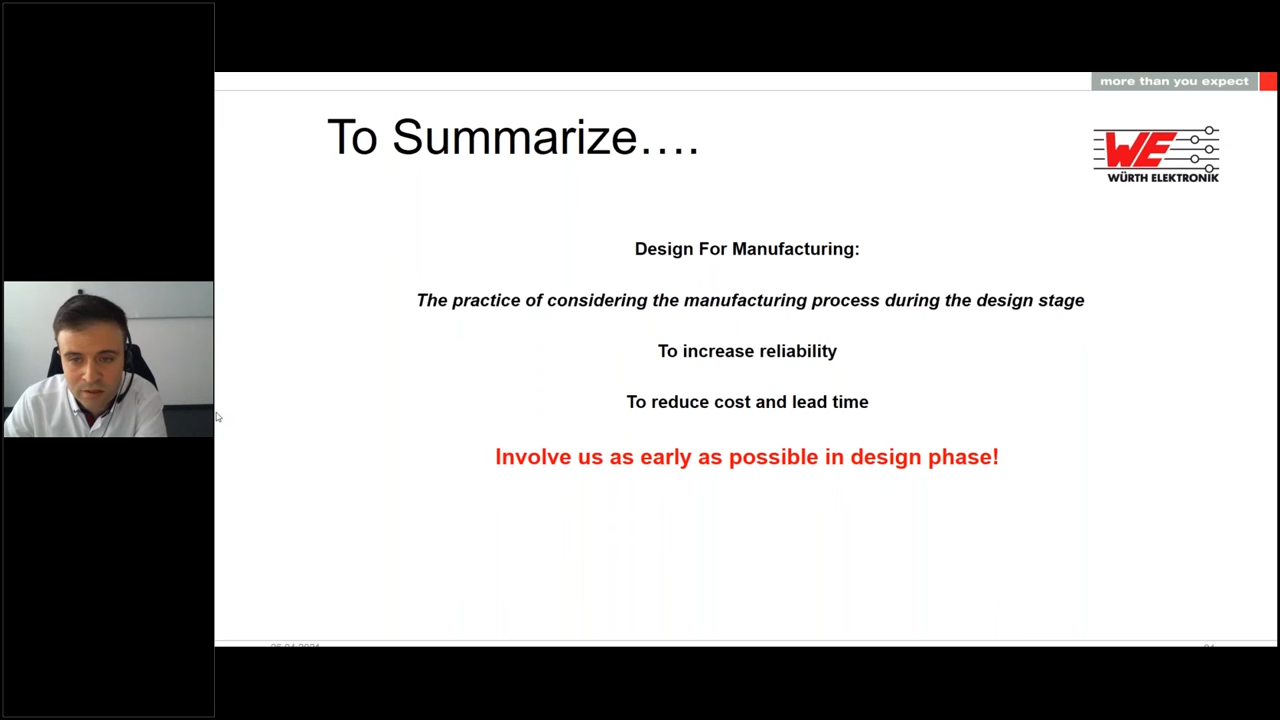 more than you expect
To Summarize….
WE
WÜRTH ELEKTRONIK
Design For Manufacturing:
The practice of considering the manufacturing process during the design stage
To increase reliability
To reduce cost and lead time
Involve us as early as possible in design phase!